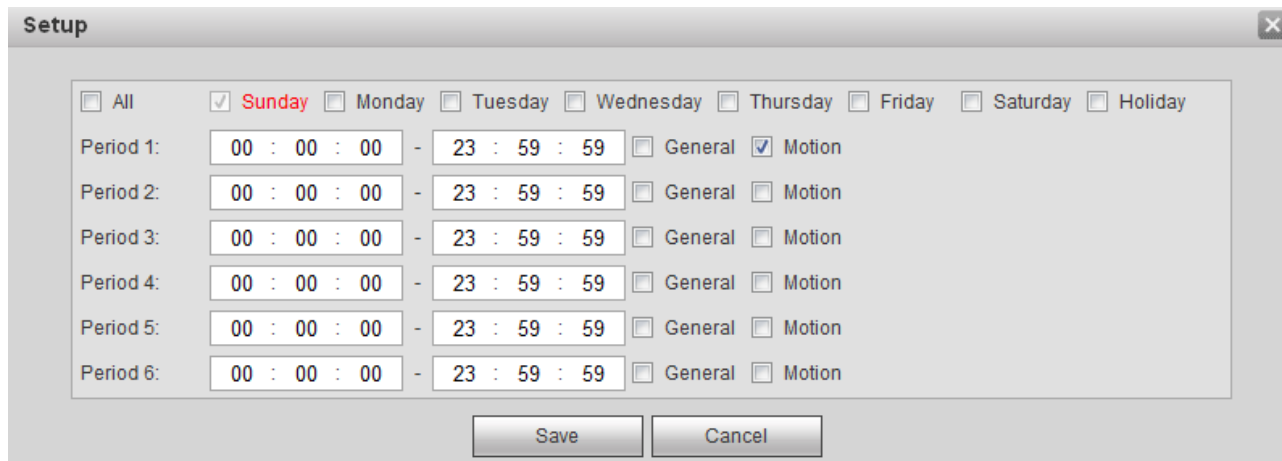 Setup
All Sunday Monday Tuesday Wednesday Thursday Friday Saturday Holiday
Period 1: 00 : 00 : 00 - 23 : 59 : 59 General Motion
Period 2: 00 : 00 : 00 - 23 : 59 : 59 General Motion
Period 3: 00 : 00 : 00 - 23 : 59 : 59 General Motion
Period 4: 00 : 00 : 00 - 23 : 59 : 59 General Motion
Period 5: 00 : 00 : 00 - 23 : 59 : 59 General Motion
Period 6: 00 : 00 : 00 - 23 : 59 : 59 General Motion
Save Cancel